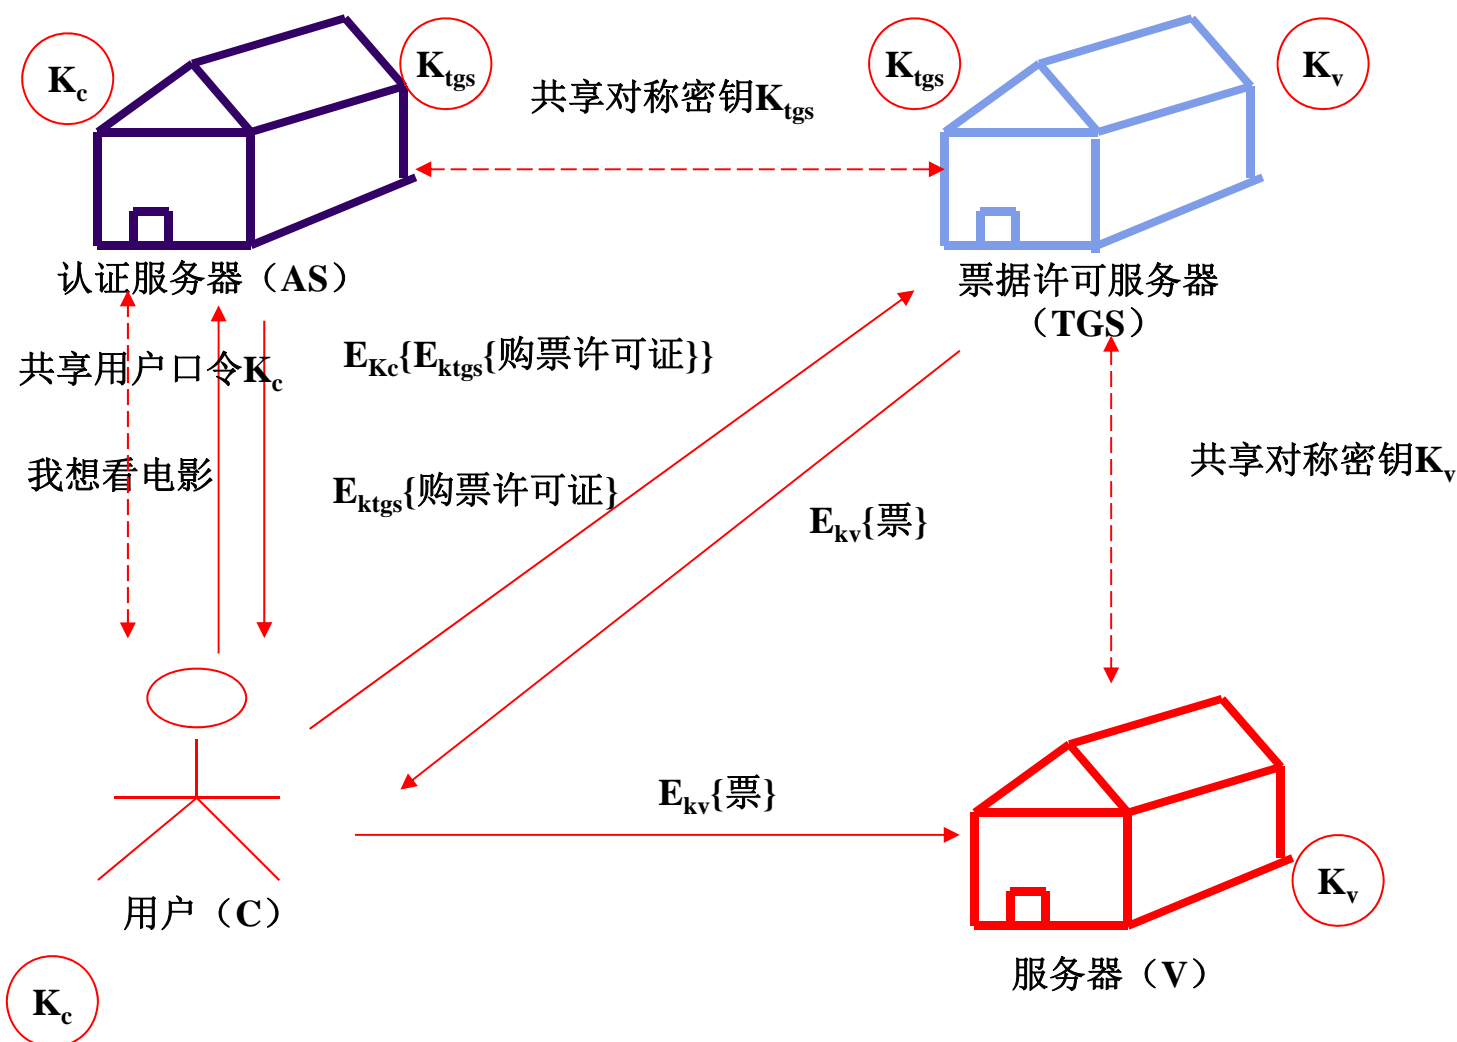 Kc
Ktgs
Ktgs
Kv
共享对称密钥Ktgs
认证服务器（AS）
票据许可服务器
（TGS）
共享用户口令Kc
EKc{Ektgs{购票许可证}}
我想看电影
Ektgs{购票许可证}
共享对称密钥Kv
Ekv{票}
Ekv{票}
Kv
用户（C）
服务器（V）
Kc